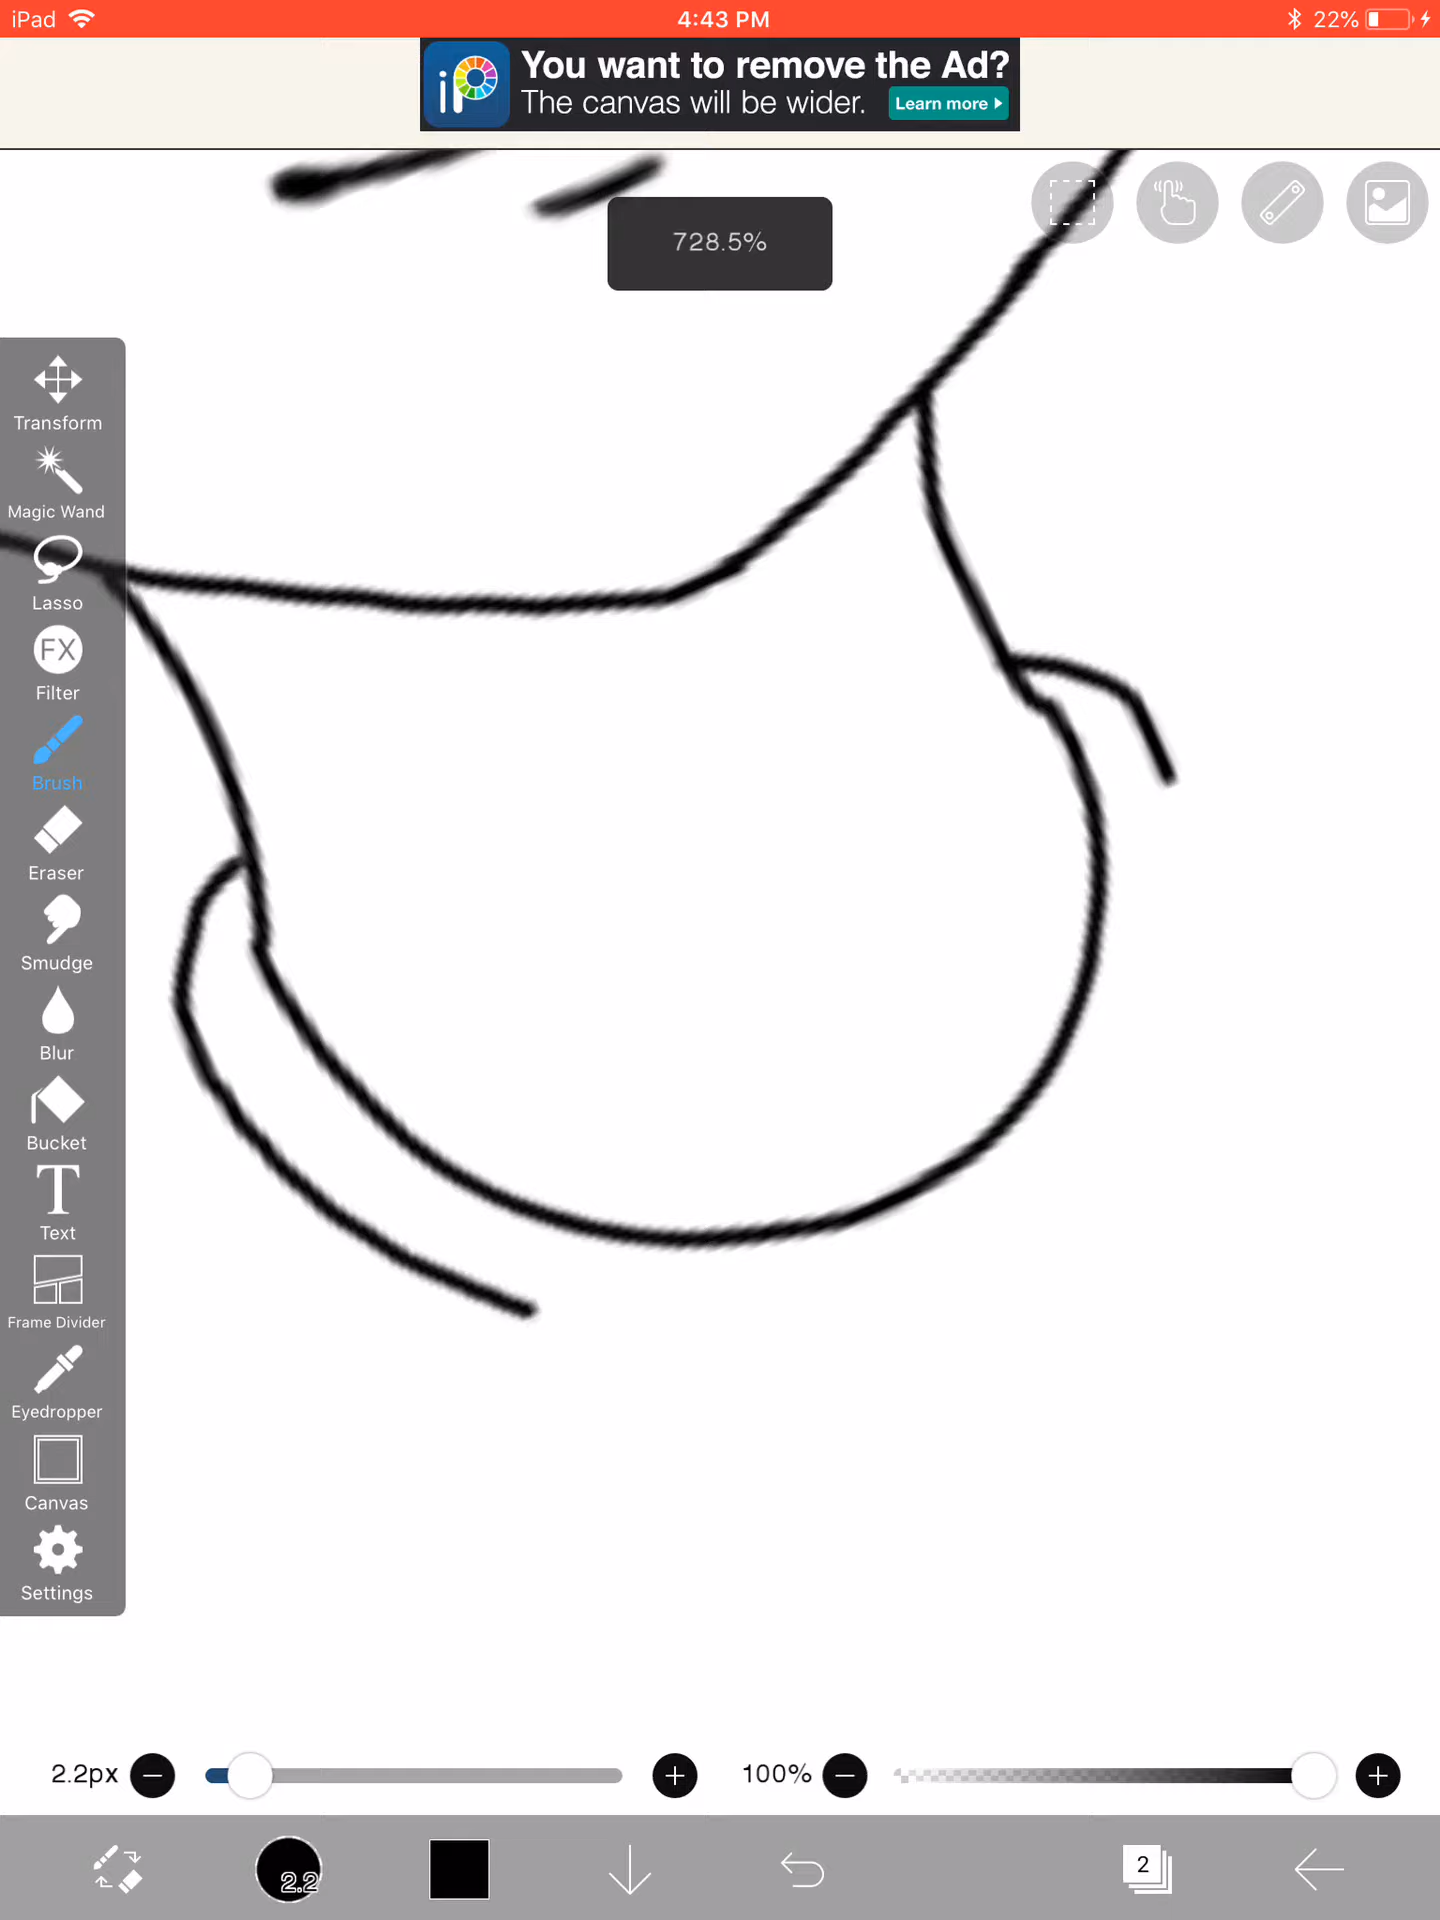 iPad
4:43 PM
22%
iP
You want to remove the Ad?
The canvas will be wider.
Learn more
728.5%
Transform
Magic Wand
Lasso
FX
Filter
Brush
Eraser
Smudge
Blur
Bucket
T
Text
Frame Divider
Eyedropper
Canvas
Settings
2.2px
100%
2.2
2